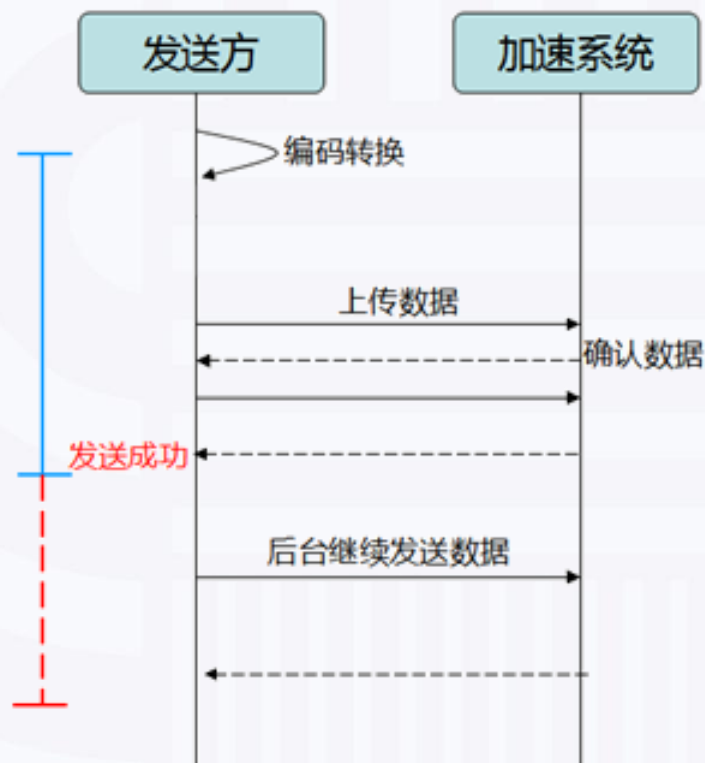 发送方
加速系统
编码转换
上传数据
确认数据
发送成功
后台继续发送数据